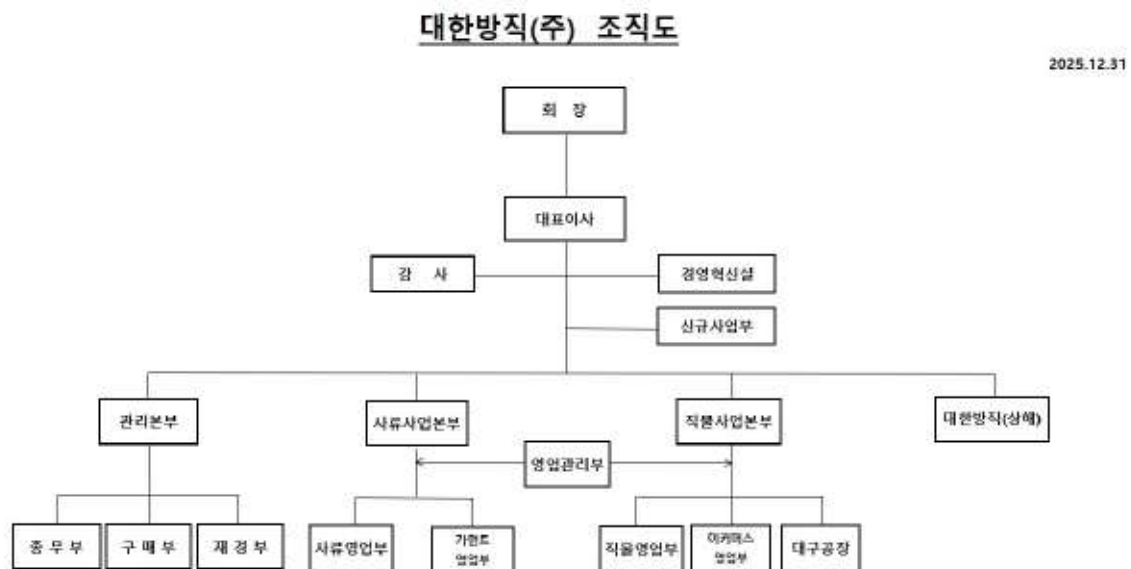 대한방직(주) 조직도
2025.12.31
회 장
대표이사
감 사
경영혁신실
신규사업부
관리본부
사류사업본부
직물사업본부
대한방직(상해)
영업관리부
총 무 부
구 매 부
재 경 부
사류영업부
가먼트
영업부
직물영업부
이커머스
영업부
대구공장